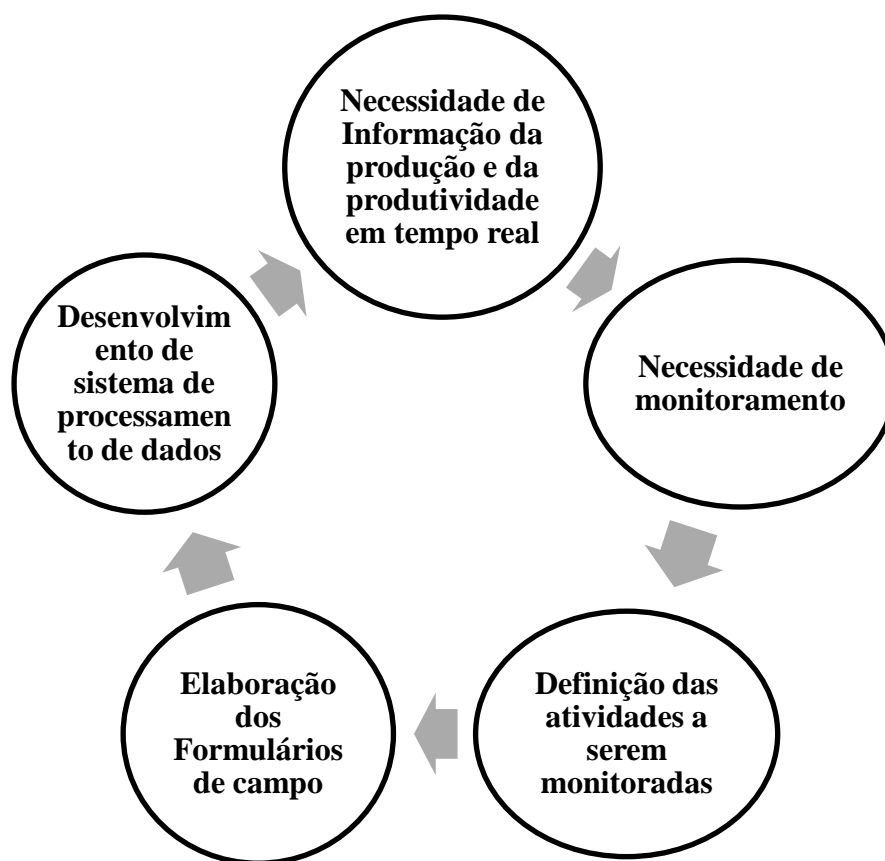 Necessidade de
Informação da
produção e da
produtividade
em tempo real
Necessidade de
monitoramento
Definição das
atividades a
serem
monitoradas
Elaboração
dos
Formulários
de campo
Desenvolvim
ento de
sistema de
processamen
to de dados